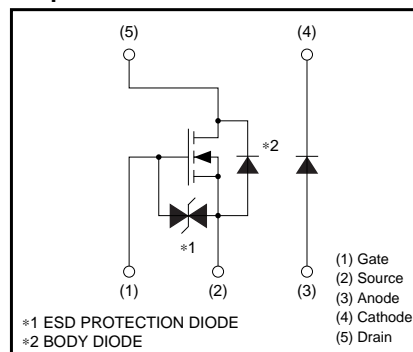 (5) (4)
∗2
∗1
(1) (2) (3)
(1) Gate
(2) Source
(3) Anode
(4) Cathode
(5) Drain
∗1 ESD PROTECTION DIODE
∗2 BODY DIODE